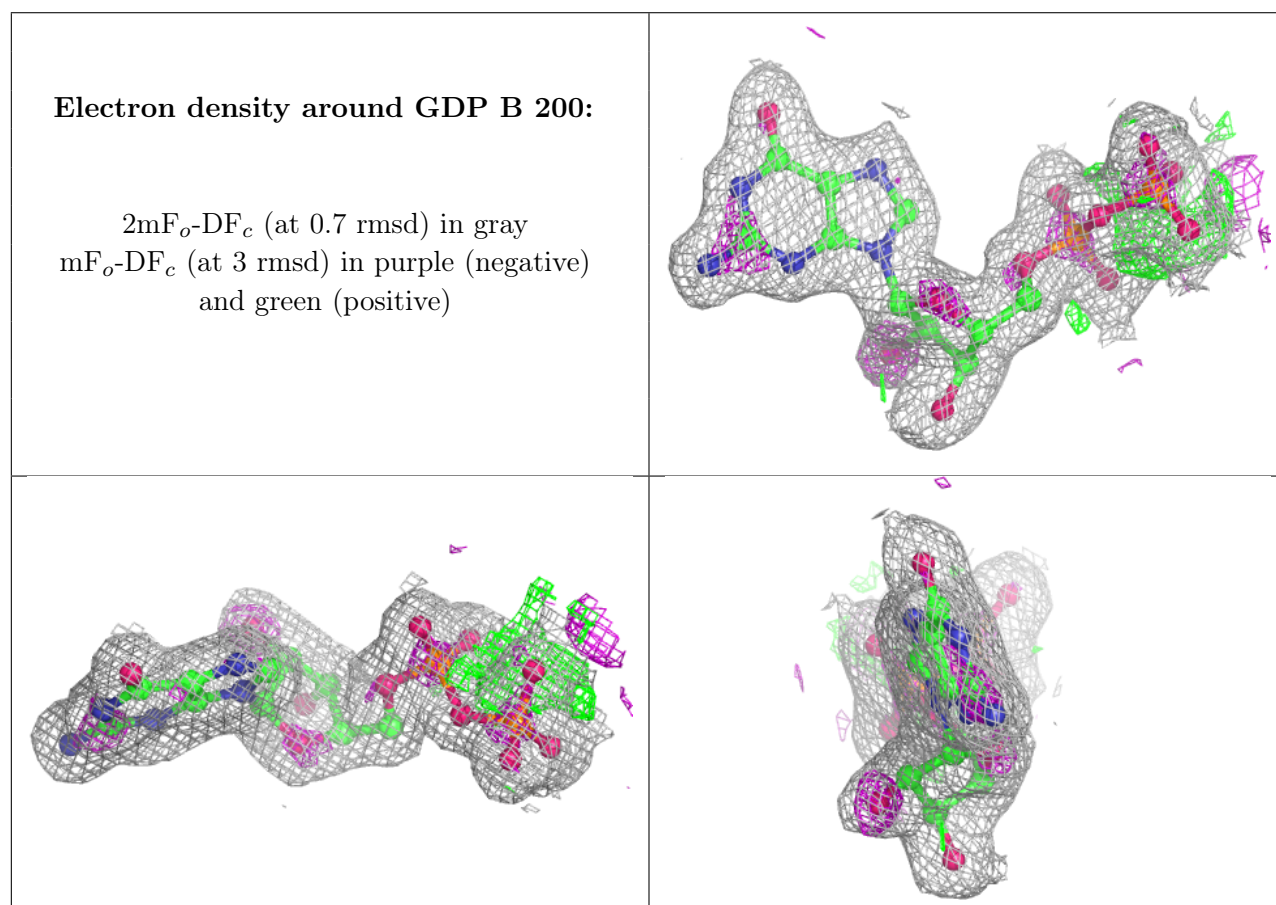 Electron density around GDP B 200:
2mFo-DFc (at 0.7 rmsd) in gray
mFo-DFc (at 3 rmsd) in purple (negative)
and green (positive)